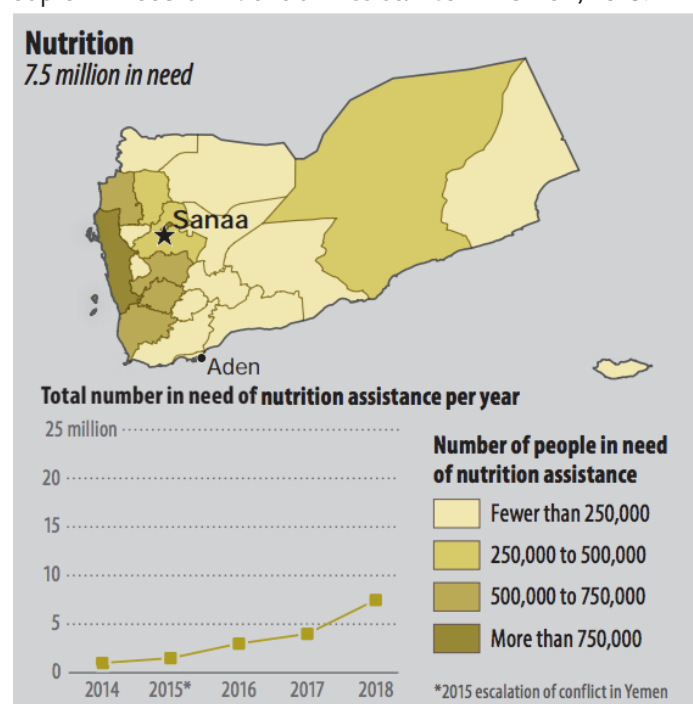 Nutrition
7.5 million in need
Sanaa
Aden
Total number in need of nutrition assistance per year
25 million
20
15
10
5
0
2014 2015* 2016 2017 2018
Number of people in need
of nutrition assistance
Fewer than 250,000
250,000 to 500,000
500,000 to 750,000
More than 750,000
*2015 escalation of conflict in Yemen